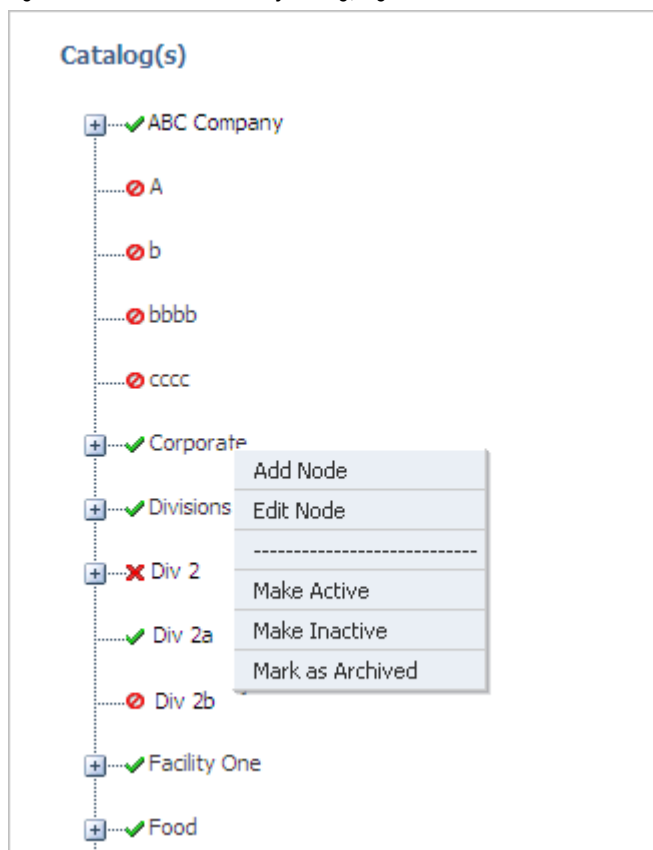 Catalog(s)
ABC Company
A
b
bbbb
cccc
Corporate
Add Node
Divisions
Edit Node
---------------------------
Div 2
Make Active
Div 2a
Make Inactive
Mark as Archived
Div 2b
Facility One
Food